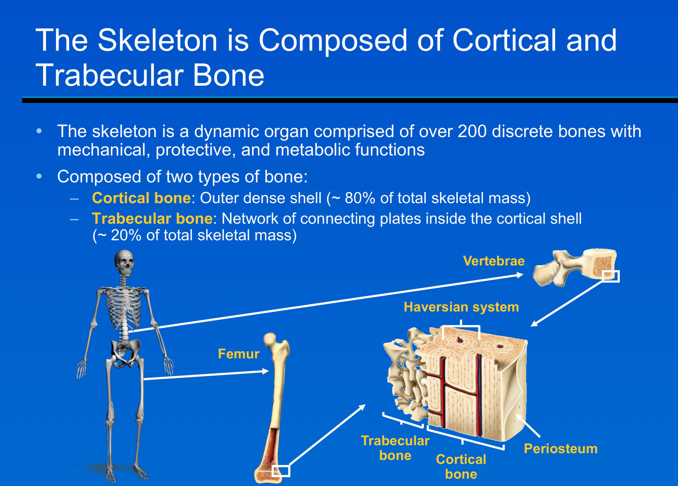 The Skeleton is Composed of Cortical and
Trabecular Bone
• The skeleton is a dynamic organ comprised of over 200 discrete bones with
mechanical, protective, and metabolic functions
• Composed of two types of bone:
– Cortical bone: Outer dense shell (~ 80% of total skeletal mass)
– Trabecular bone: Network of connecting plates inside the cortical shell
(~ 20% of total skeletal mass)
Vertebrae
Haversian system
Femur
Trabecular
bone
Cortical
bone
Periosteum